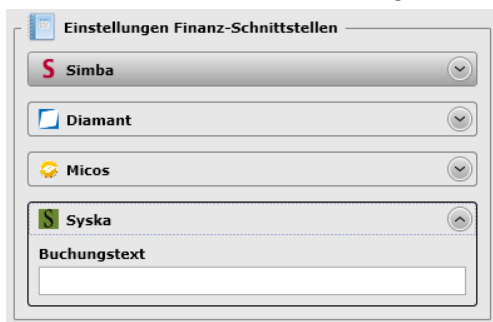 Einstellungen Finanz-Schnittstellen
S Simba
Diamant
Micos
S Syska
Buchungstext